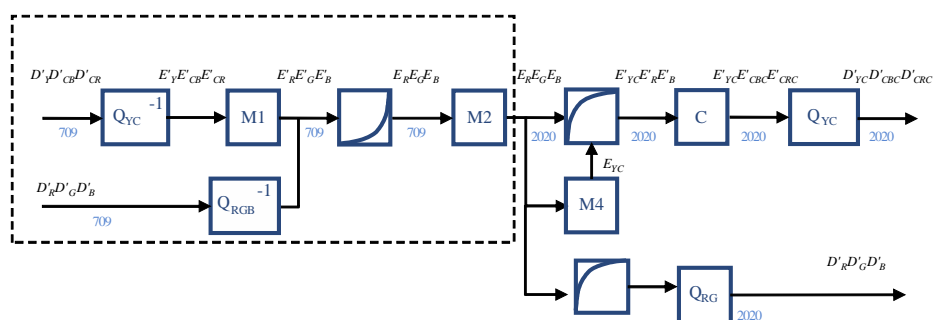 D'YD'CBD'CR E'YE'CBE'CR E'RE'GE'B EREGEB EREGEB E'YCE'RE'B E'YCE'CBCE'CRC D'YCD'CBCD'CRC
QYC-1 M1 M2 C QYC
709 709 709 2020 2020 2020 2020
EYC
D'RD'GD'B
QRGB-1 M4
709
D'RD'GD'B
QRG
2020